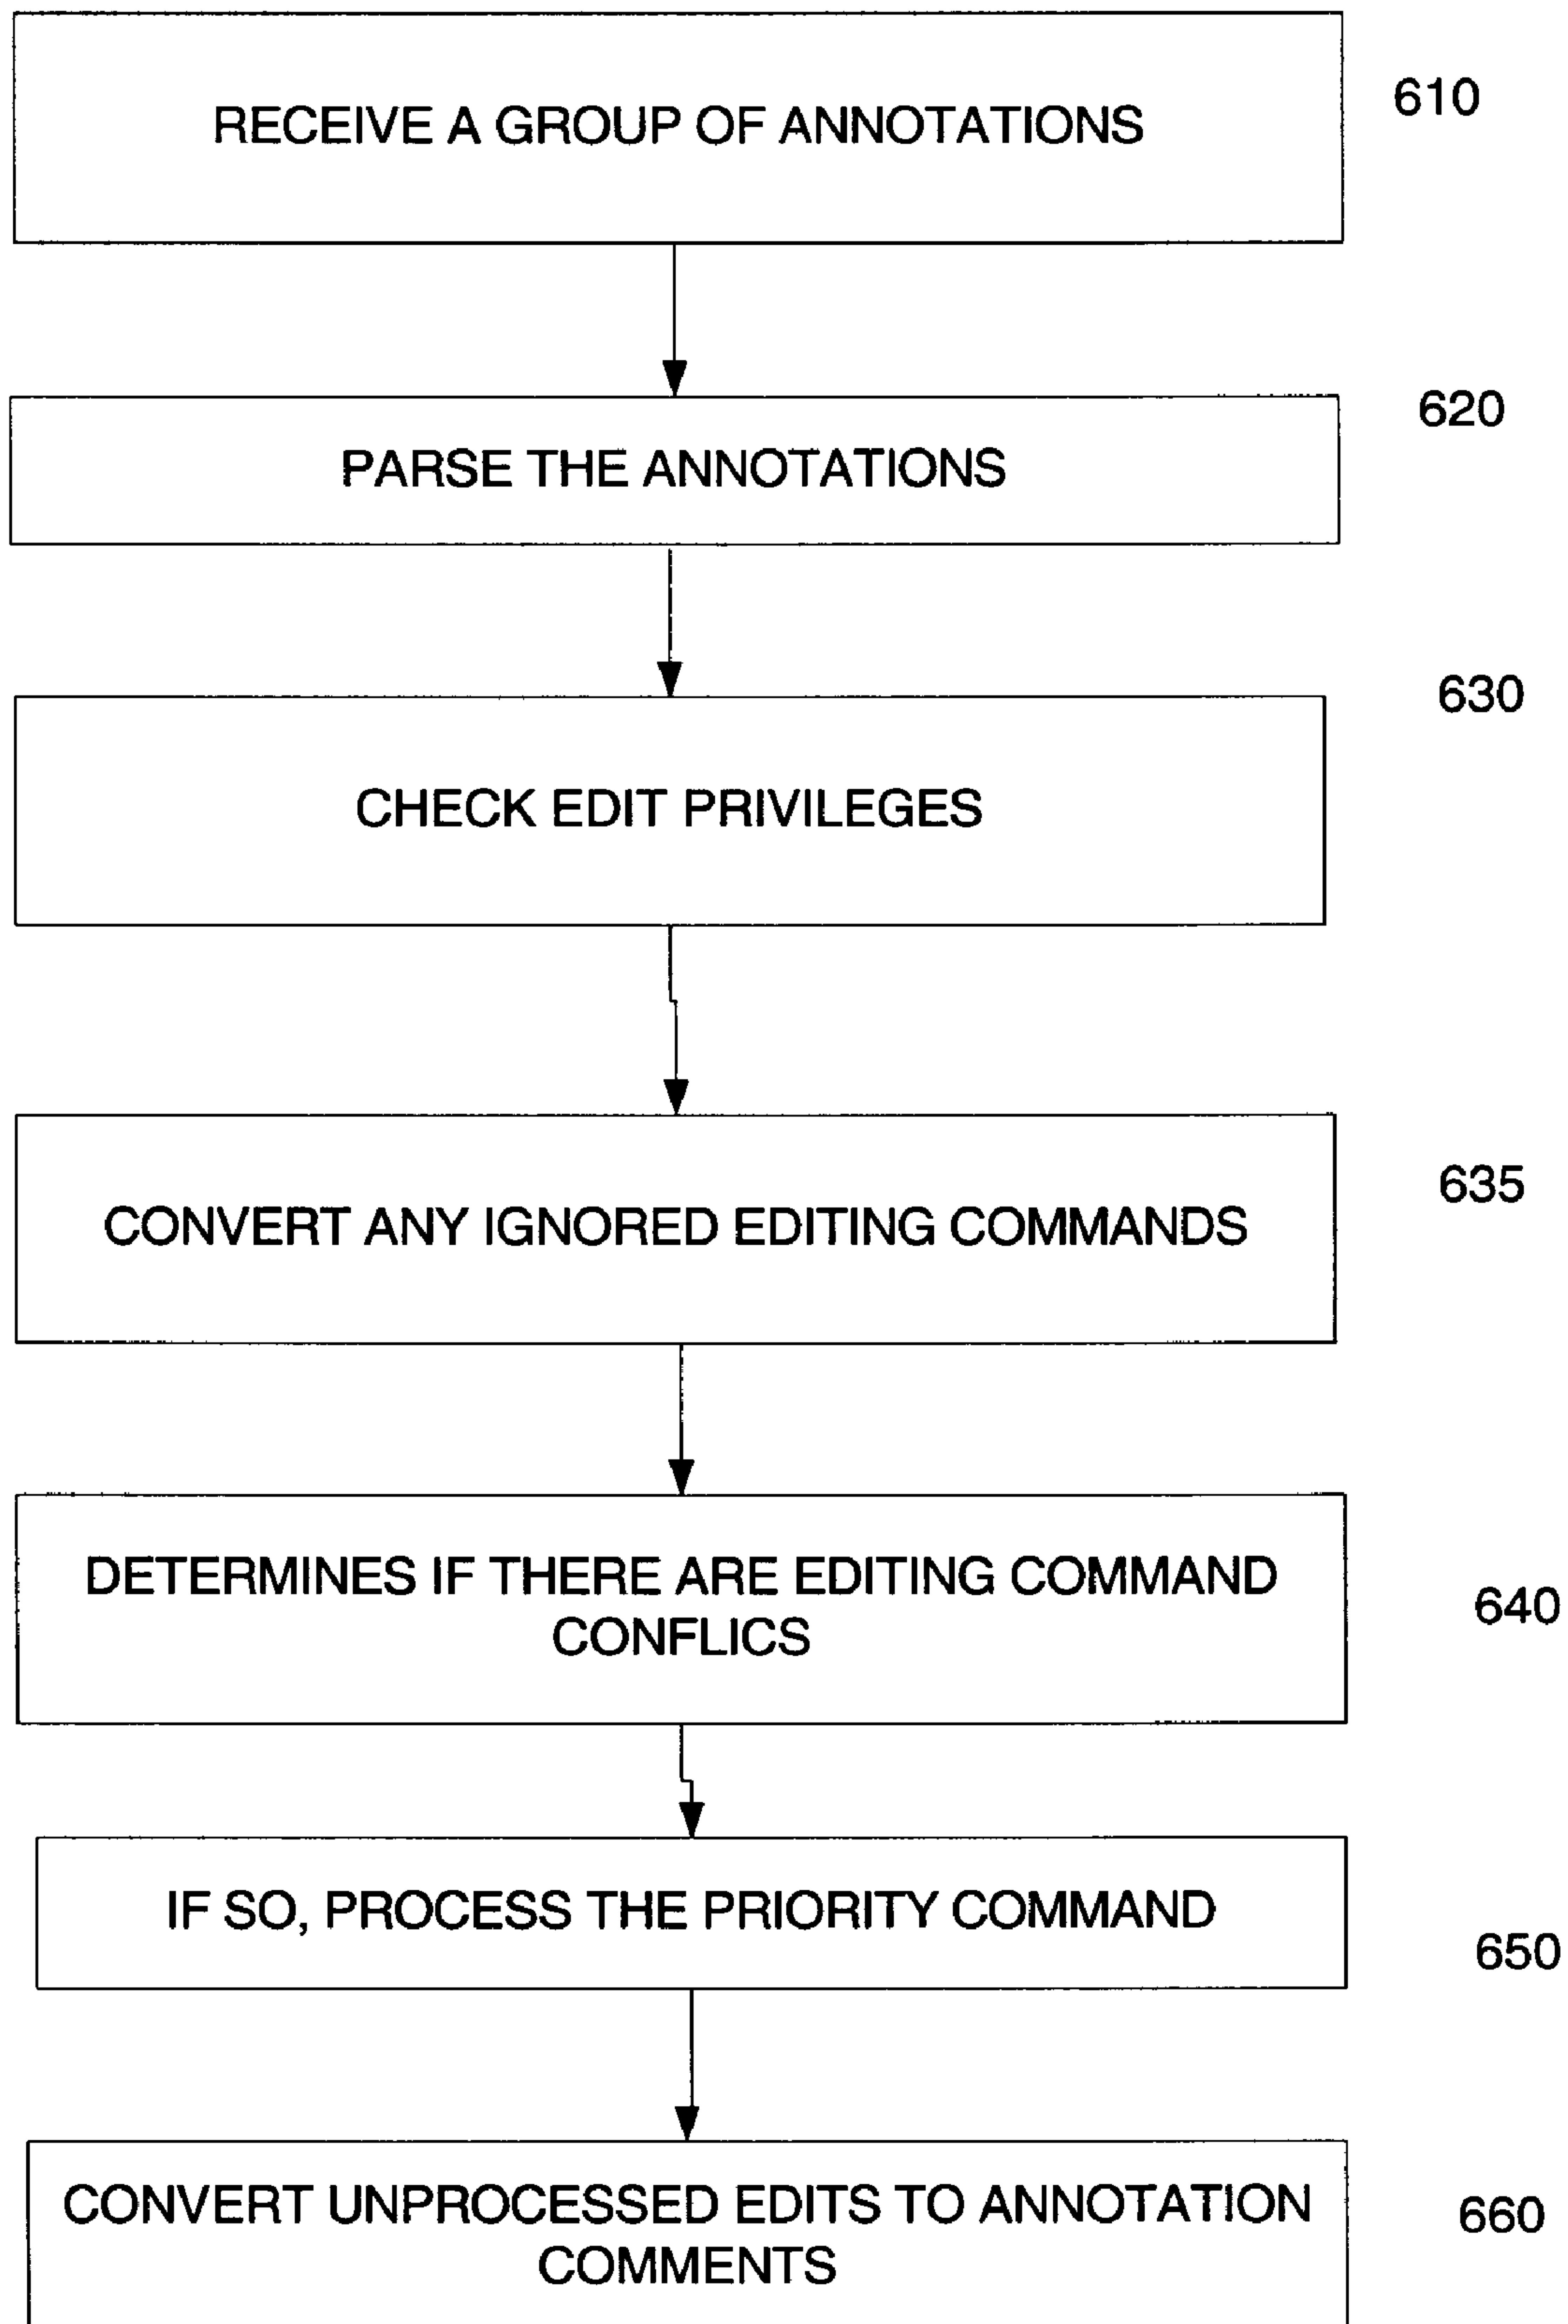 RECEIVE A GROUP OF ANNOTATIONS
610
PARSE THE ANNOTATIONS
620
CHECK EDIT PRIVILEGES
630
CONVERT ANY IGNORED EDITING COMMANDS
635
DETERMINES IF THERE ARE EDITING COMMAND
CONFLICS
640
IF SO, PROCESS THE PRIORITY COMMAND
650
CONVERT UNPROCESSED EDITS TO ANNOTATION
COMMENTS
660